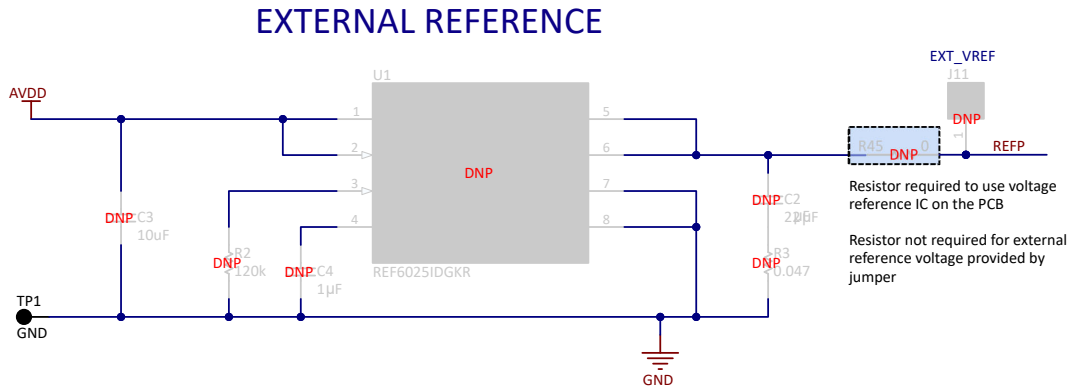 EXTERNAL REFERENCE
EXT_VREF
J11
DNP
1
U1
AVDD
1
2
3
4
5
6
7
8
DNP
REF6025IDGKR
R45
0
DNP
REFP
Resistor required to use voltage
reference IC on the PCB
Resistor not required for external
reference voltage provided by
jumper
DNP
C3
10uF
DNP
R2
120k
DNP
C4
1µF
DNP
C2
DNP
R3
0.047
TP1
GND
GND